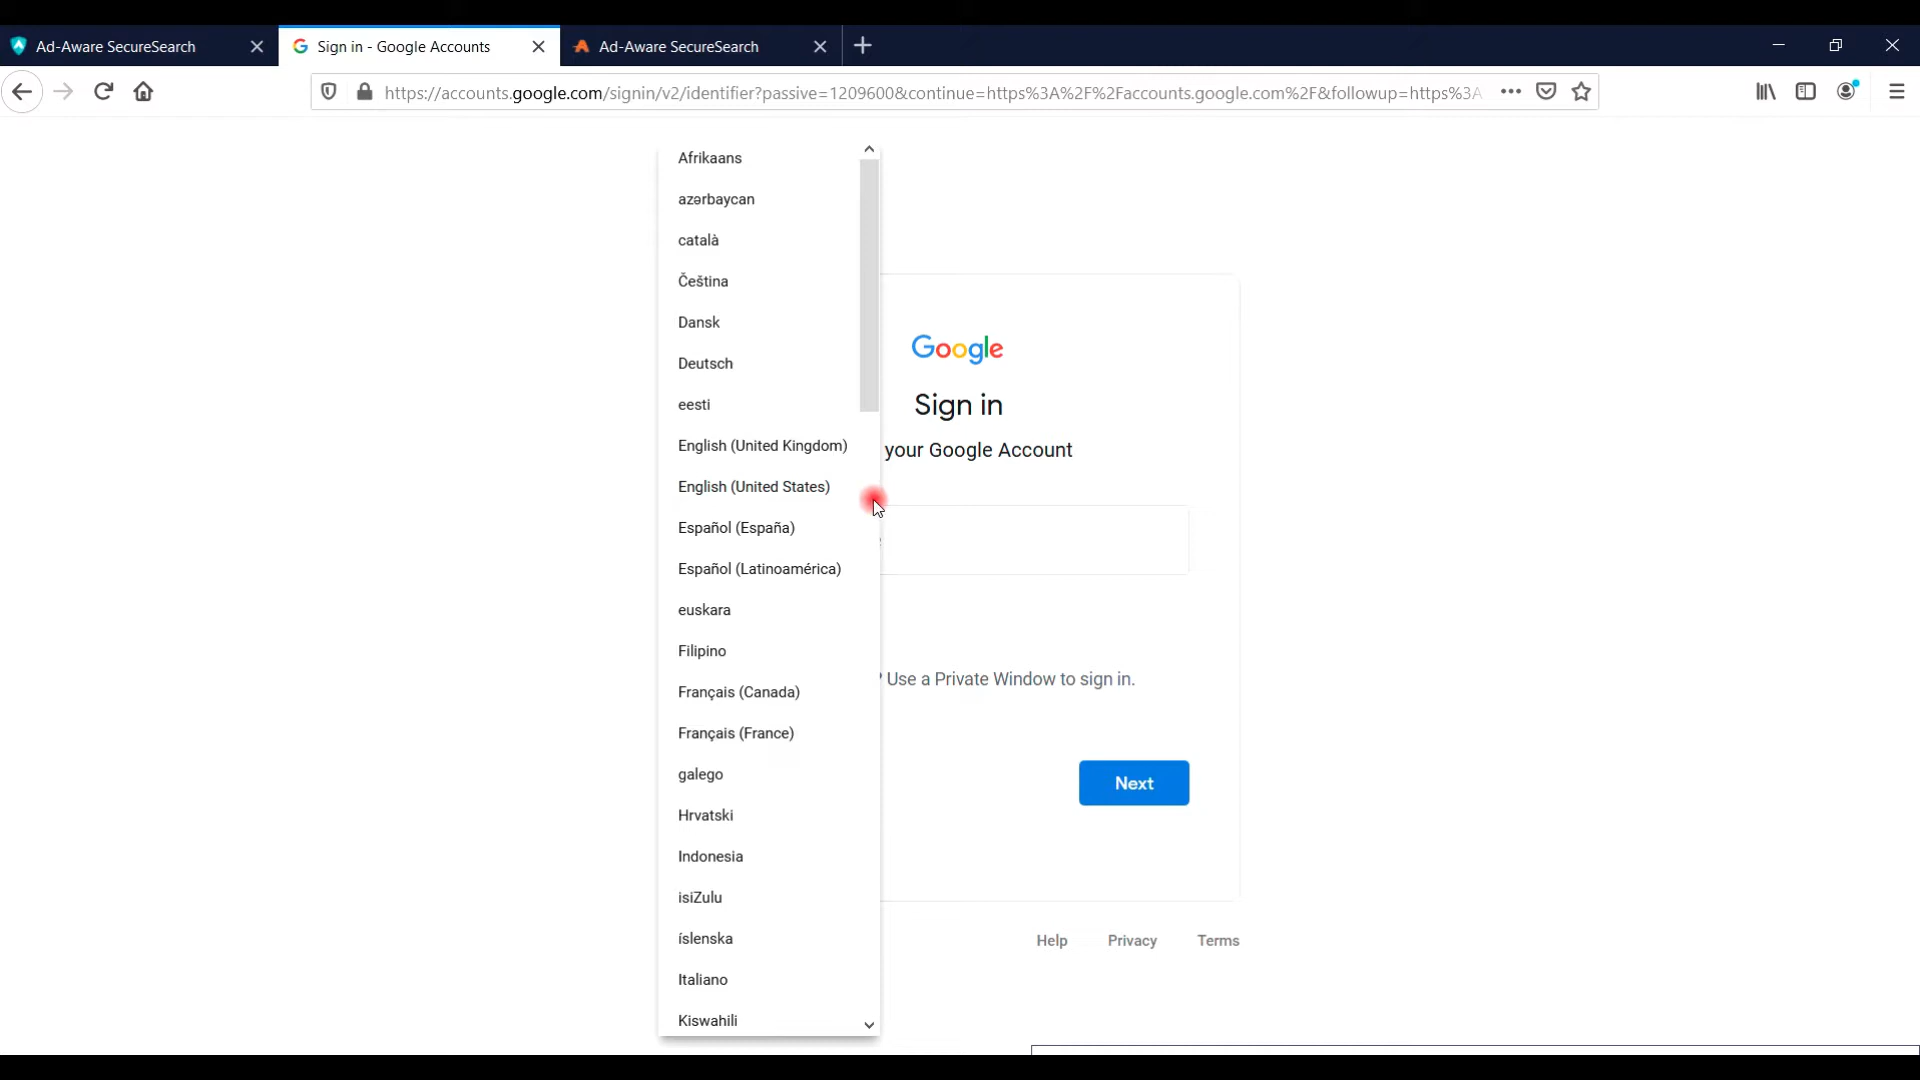 Ad-Aware SecureSearch
Sign in - Google Accounts
Ad-Aware SecureSearch
https://accounts.google.com/signin/v2/identifier?passive=1209600&continue=https%3A%2F%2Faccounts.google.com%2F&followup=https%3A
Afrikaans
azərbaycan
català
Čeština
Dansk
Deutsch
eesti
English (United Kingdom)
English (United States)
Español (España)
Español (Latinoamérica)
euskara
Filipino
Français (Canada)
Français (France)
galego
Hrvatski
Indonesia
isiZulu
íslenska
Italiano
Kiswahili
Google
Sign in
your Google Account
? Use a Private Window to sign in.
Next
Help Privacy Terms